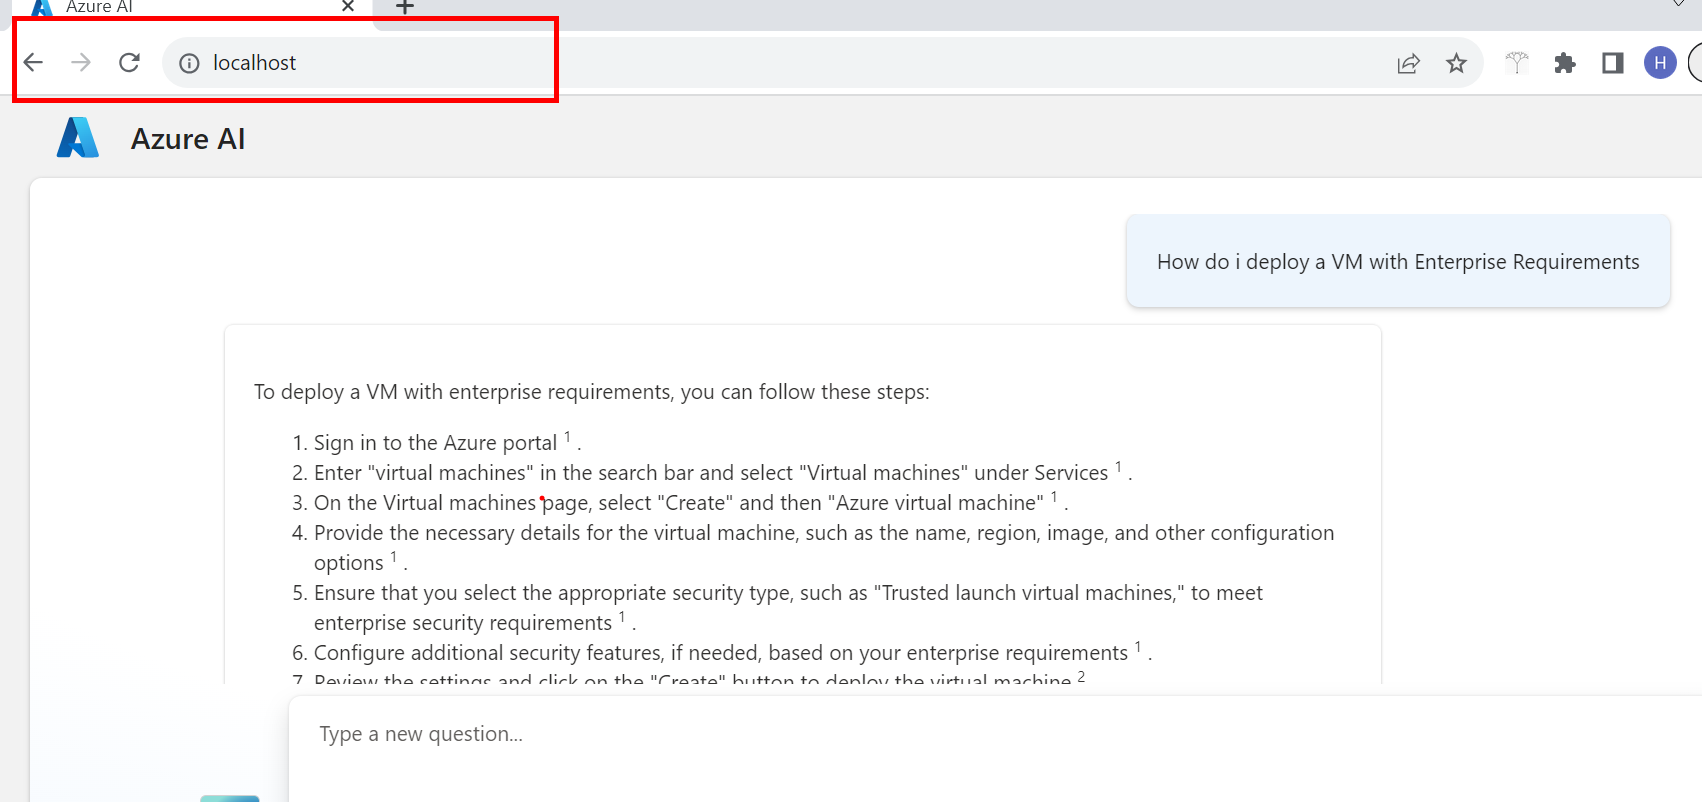 Azure AI
localhost
H
Azure AI
How do i deploy a VM with Enterprise Requirements
To deploy a VM with enterprise requirements, you can follow these steps:
1. Sign in to the Azure portal 1 .
2. Enter "virtual machines" in the search bar and select "Virtual machines" under Services 1 .
3. On the Virtual machines page, select "Create" and then "Azure virtual machine" 1 .
4. Provide the necessary details for the virtual machine, such as the name, region, image, and other configuration
options 1 .
5. Ensure that you select the appropriate security type, such as "Trusted launch virtual machines," to meet
enterprise security requirements 1 .
6. Configure additional security features, if needed, based on your enterprise requirements 1 .
7. Review the settings and click on the "Create" button to deploy the virtual machine 2
Type a new question...